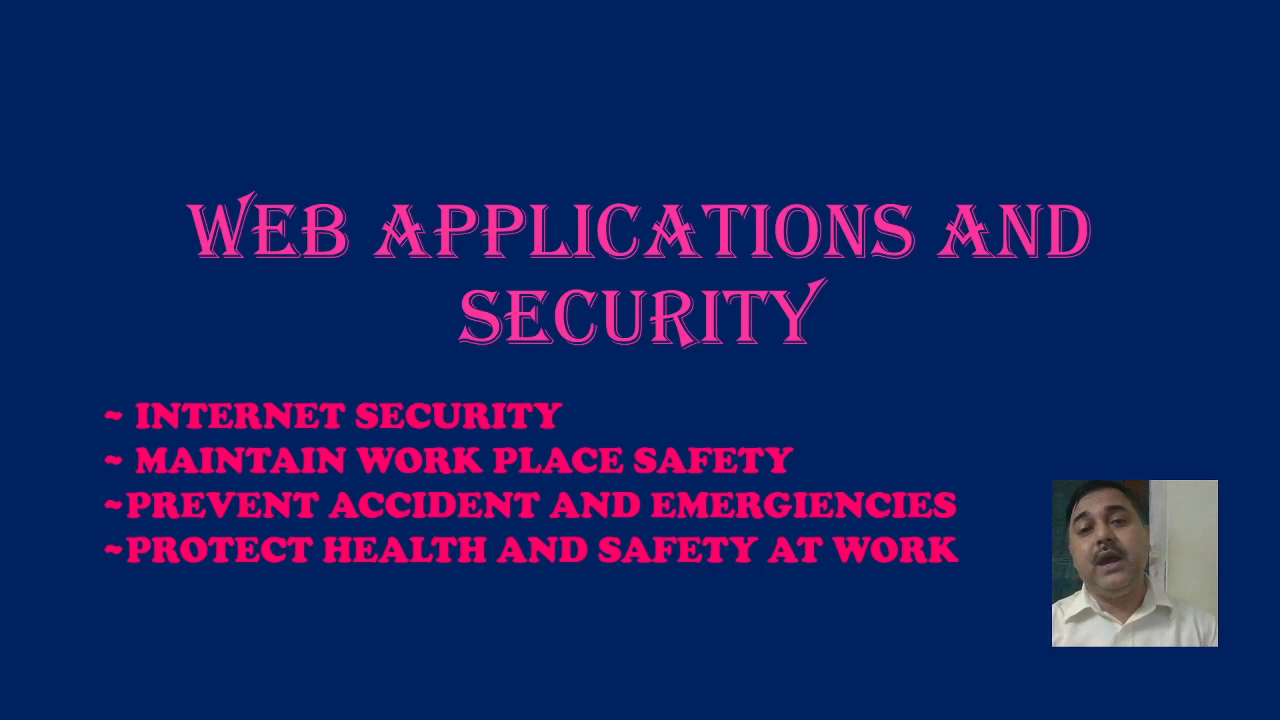 WEB APPLICATIONS AND
SECURITY
~ INTERNET SECURITY
~ MAINTAIN WORK PLACE SAFETY
~PREVENT ACCIDENT AND EMERGIENCIES
~PROTECT HEALTH AND SAFETY AT WORK